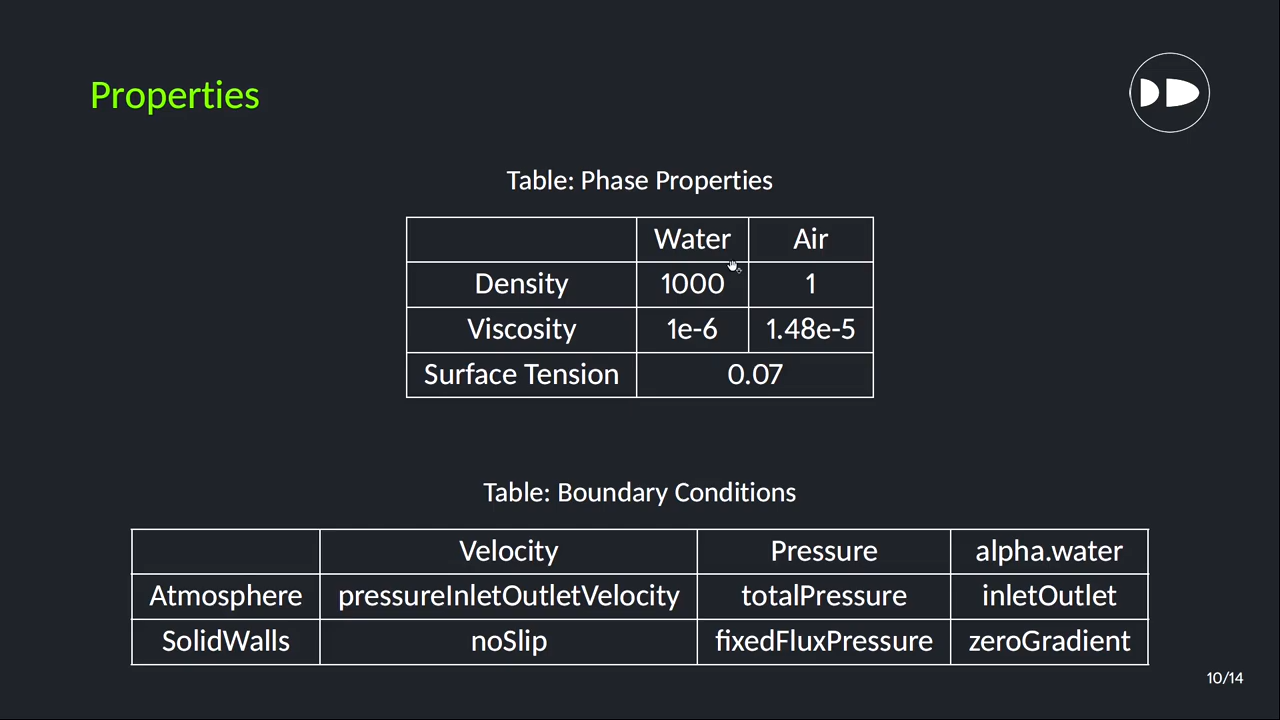 Properties
Table: Phase Properties
Water Air
Density 1000 1
Viscosity 1e-6 1.48e-5
Surface Tension 0.07
Table: Boundary Conditions
Velocity Pressure alpha.water
Atmosphere pressureInletOutletVelocity totalPressure inletOutlet
SolidWalls noSlip fixedFluxPressure zeroGradient
10/14